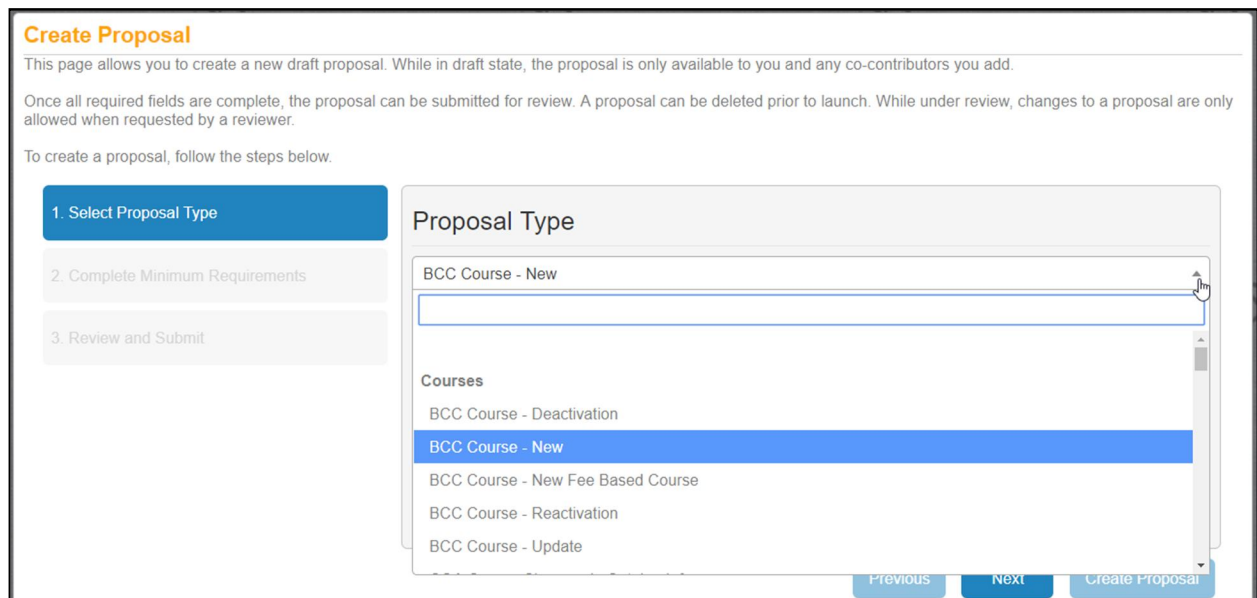 Create Proposal
This page allows you to create a new draft proposal. While in draft state, the proposal is only available to you and any co-contributors you add.
Once all required fields are complete, the proposal can be submitted for review. A proposal can be deleted prior to launch. While under review, changes to a proposal are only
allowed when requested by a reviewer.
To create a proposal, follow the steps below.
1. Select Proposal Type
2. Complete Minimum Requirements
3. Review and Submit
Proposal Type
BCC Course - New
Courses
BCC Course - Deactivation
BCC Course - New
BCC Course - New Fee Based Course
BCC Course - Reactivation
BCC Course - Update
Previous
Next
Create Proposal